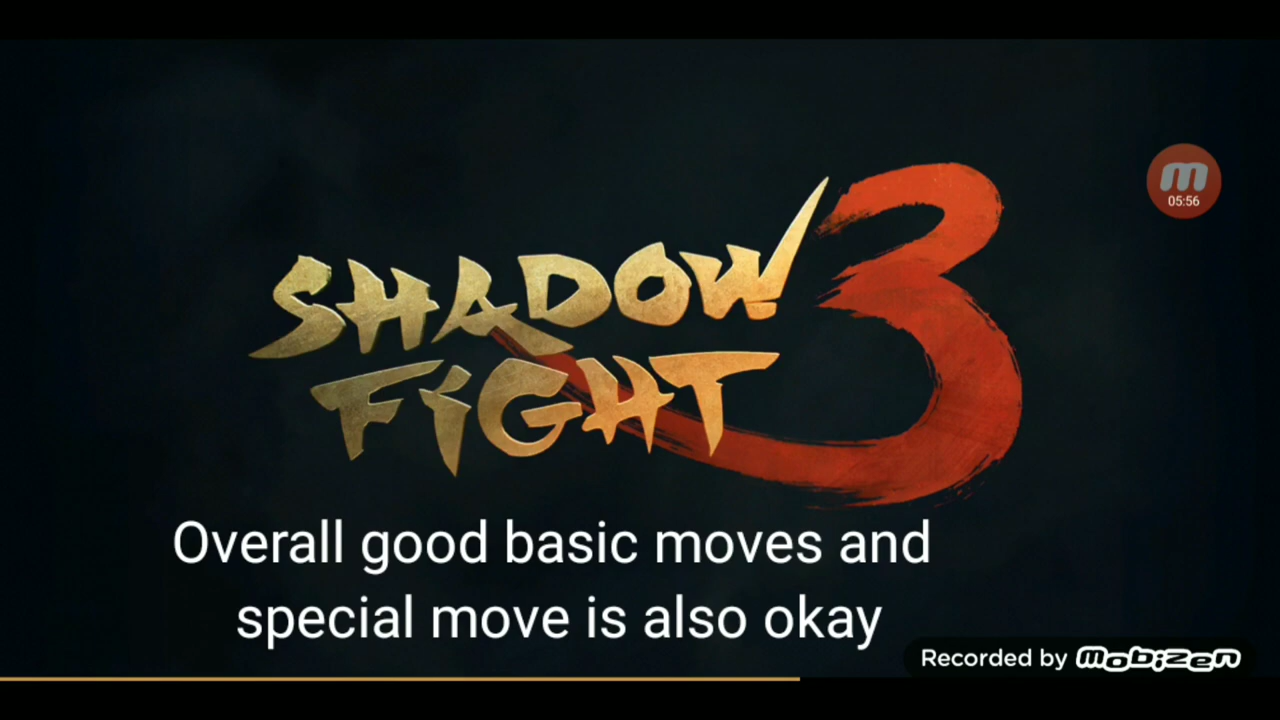 SHADOW 3
FIGHT
m
05:56
Overall good basic moves and
special move is also okay
Recorded by mobizen